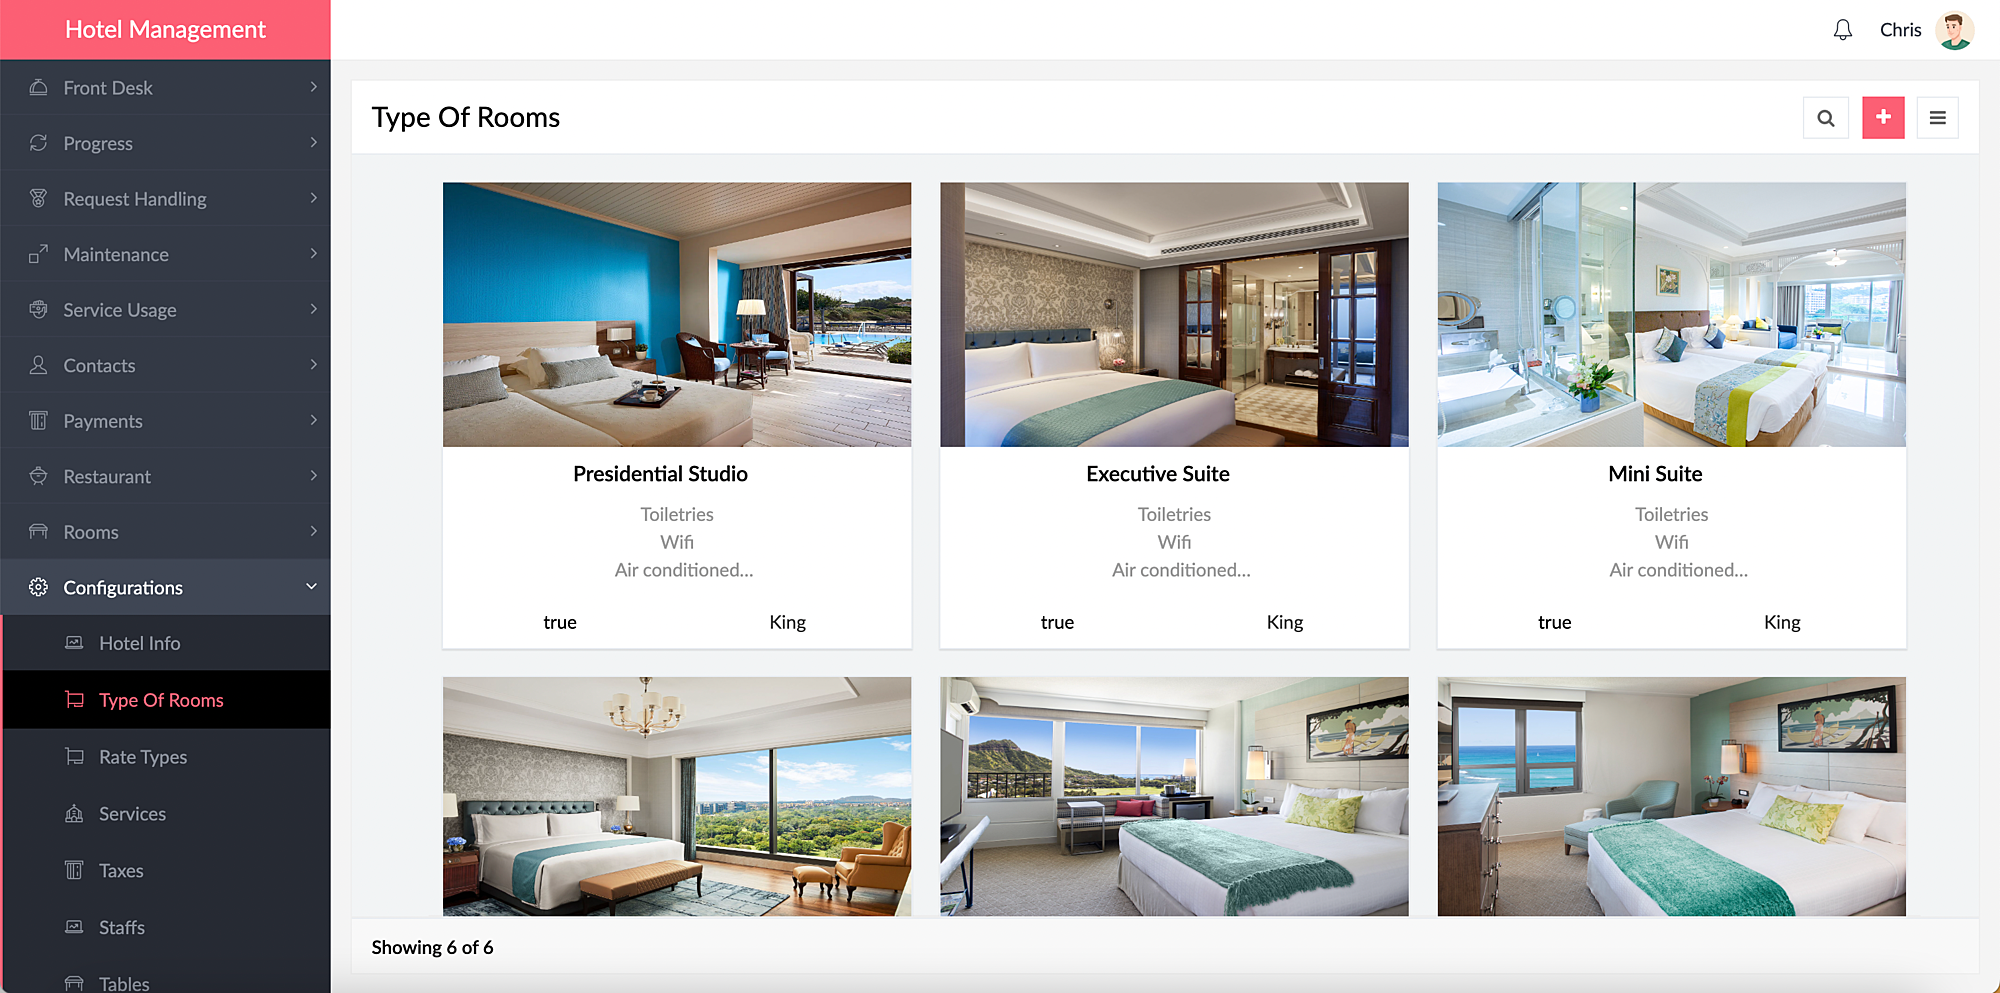 Hotel Management
Chris
Front Desk
Progress
Request Handling
Maintenance
Service Usage
Contacts
Payments
Restaurant
Rooms
Configurations
Hotel Info
Type Of Rooms
Rate Types
Services
Taxes
Staffs
Tables
Type Of Rooms
Presidential Studio
Toiletries
Wifi
Air conditioned...
true King
Executive Suite
Toiletries
Wifi
Air conditioned...
true King
Mini Suite
Toiletries
Wifi
Air conditioned...
true King
Showing 6 of 6